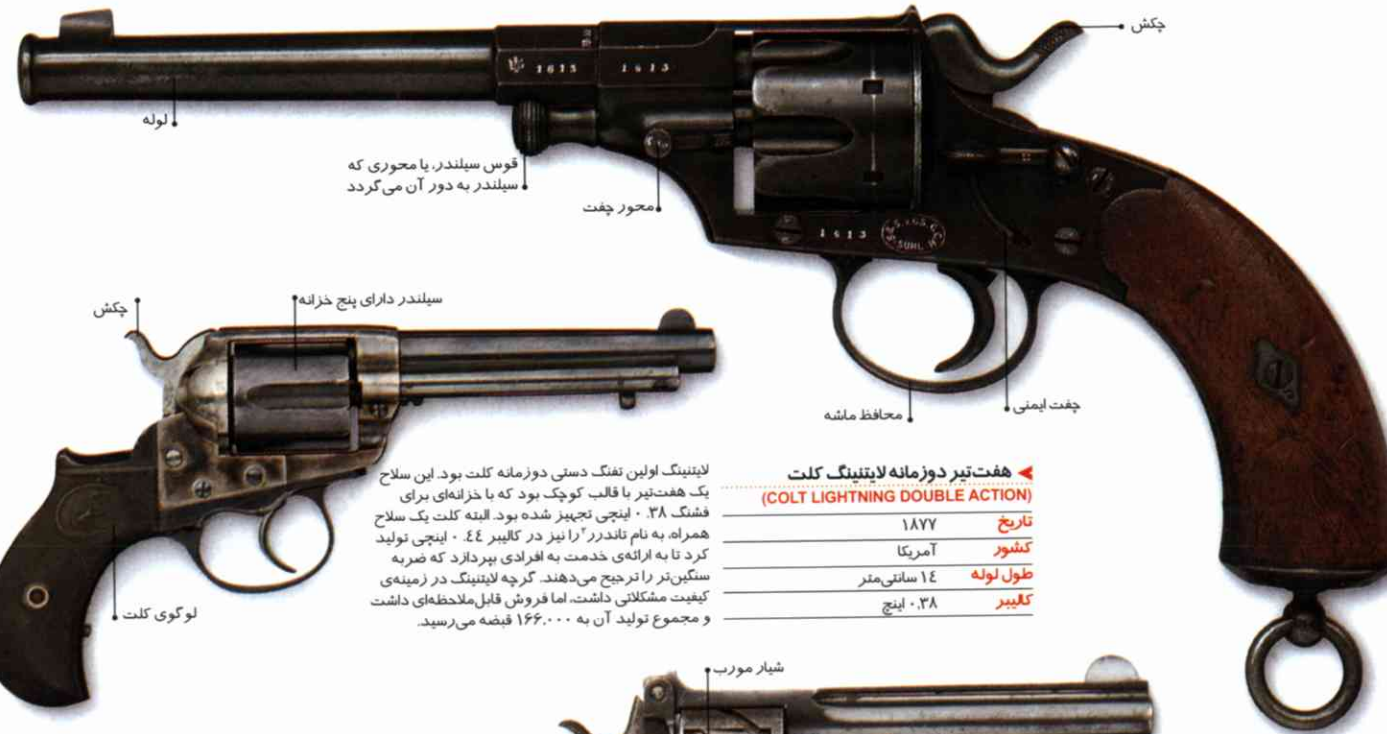 چکش
1615
1413
لوله
قوس سیلندر، یا محوری که
سیلندر به دور آن می‌گردد
محور چفت
1413
SUHL
چفت ایمنی
محافظ ماشه
چکش
سیلندر دارای پنج خزانه
لوگوی کلت
هفت‌تیر دوزمانه لایتنینگ کلت
(COLT LIGHTNING DOUBLE ACTION)
تاریخ ۱۸۷۷
کشور آمریکا
طول لوله ۱٤ سانتی‌متر
کالیبر ۰.۳۸ اینچ
لایتنینگ اولین تفنگ دستی دوزمانه کلت بود. این سلاح
یک هفت‌تیر با قالب کوچک بود که با خزانه‌ای برای
فشنگ ۰.۳۸ اینچی تجهیز شده بود. البته کلت یک سلاح
همراه، به نام تاندرر۲ را نیز در کالیبر ۰.٤٤ اینچی تولید
کرد تا به ارائه‌ی خدمت به افرادی بپردازد که ضربه
سنگین‌تر را ترجیح می‌دهند. گرچه لایتنینگ در زمینه‌ی
کیفیت مشکلاتی داشت، اما فروش قابل‌ملاحظه‌ای داشت
و مجموع تولید آن به ۱۶۶.۰۰۰ قبضه می‌رسید.
شیار مورب